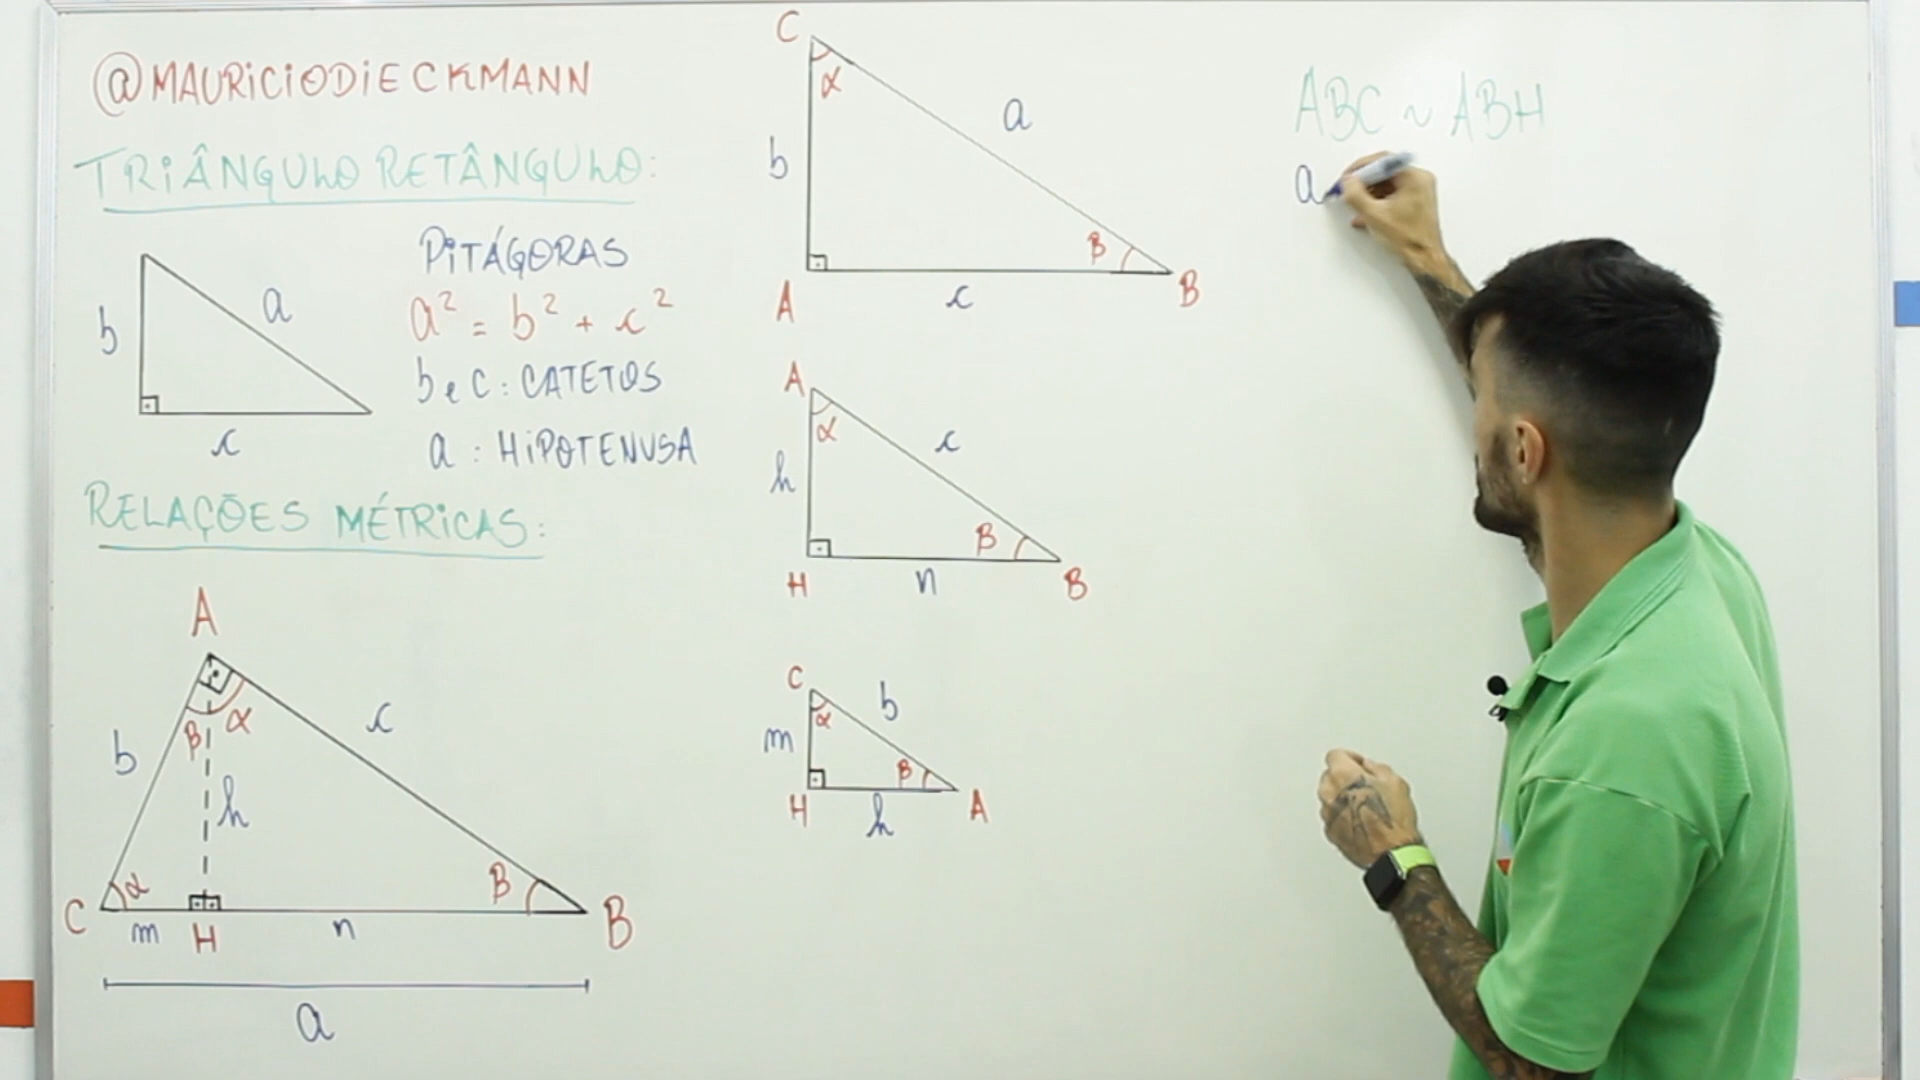 @MAURICIODIECKMANN
TRIÂNGULO RETÂNGULO:
b
a
c
PITÁGORAS
a² = b² + c²
b e c : CATETOS
a : HIPOTENUSA
RELAÇÕES MÉTRICAS:
A
b
c
β
α
h
C
α
m
H
n
β
B
a
C
α
a
b
β
A
c
B
A
α
c
h
β
H
n
B
C
α
b
m
β
H
h
A
ABC ~ ABH
a